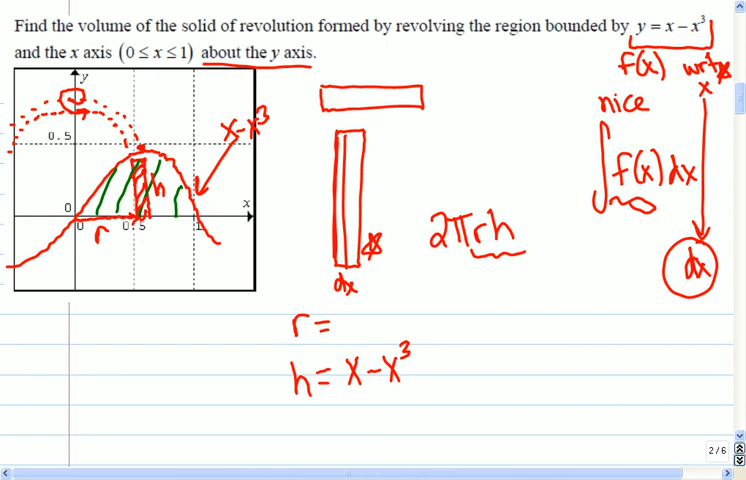 Find the volume of the solid of revolution formed by revolving the region bounded by y = x − x³
and the x axis (0 ≤ x ≤ 1) about the y axis.
f(x) wrt
x
nice
y
x − x³
0.5
h
∫ f(x) dx
x
0
0 0.5 1
r
2πrh
dx
dx
r =
h = x − x³
2/6